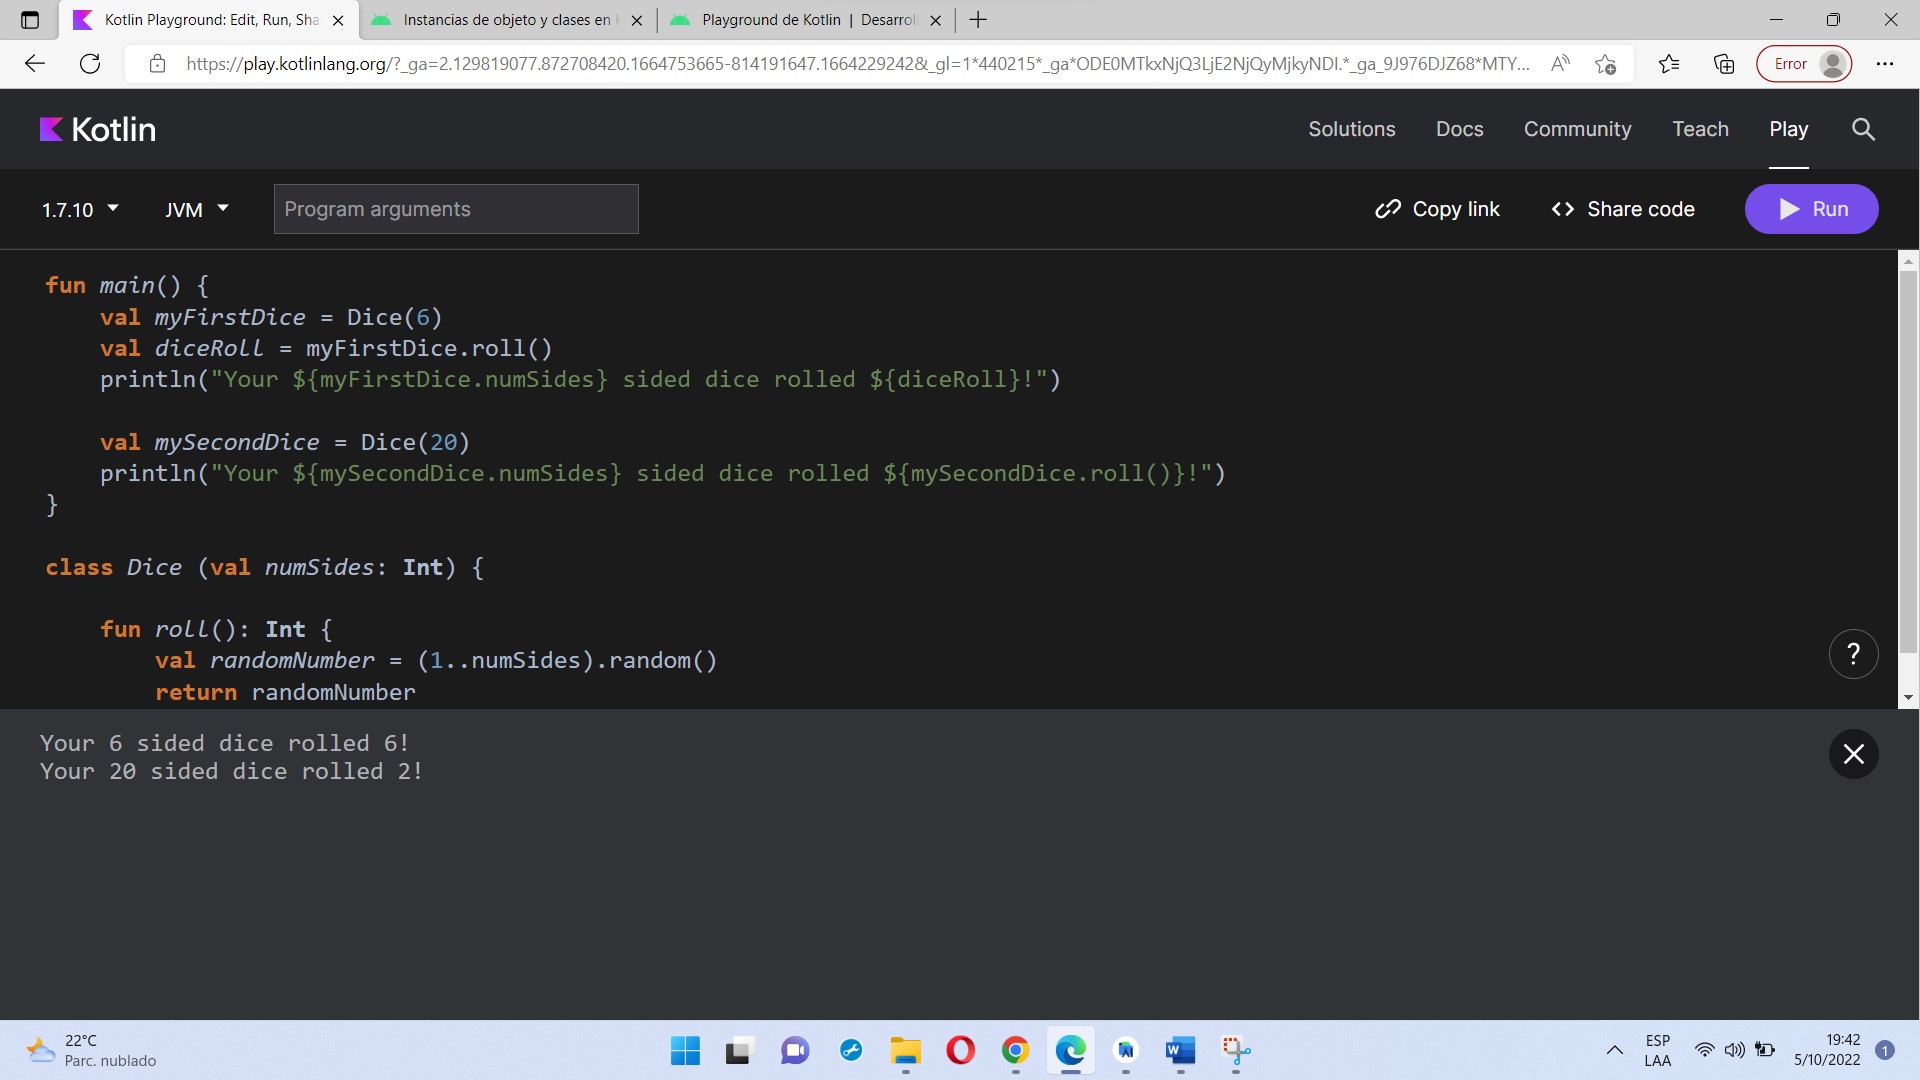 Kotlin Playground: Edit, Run, Sha
Instancias de objeto y clases en
Playground de Kotlin | Desarrol
https://play.kotlinlang.org/?_ga=2.129819077.872708420.1664753665-814191647.1664229242&_gl=1*440215*_ga*ODE0MTkxNjQ3LjE2NjQyMjkyNDI.*_ga_9J976DJZ68*MTY...
Error
Kotlin
Solutions
Docs
Community
Teach
Play
1.7.10
JVM
Program arguments
Copy link
Share code
Run
fun main() {
    val myFirstDice = Dice(6)
    val diceRoll = myFirstDice.roll()
    println("Your ${myFirstDice.numSides} sided dice rolled ${diceRoll}!")
    val mySecondDice = Dice(20)
    println("Your ${mySecondDice.numSides} sided dice rolled ${mySecondDice.roll()}!")
}
class Dice (val numSides: Int) {
    fun roll(): Int {
        val randomNumber = (1..numSides).random()
        return randomNumber
?
Your 6 sided dice rolled 6!
Your 20 sided dice rolled 2!
22°C
Parc. nublado
ESP
LAA
19:42
5/10/2022
1